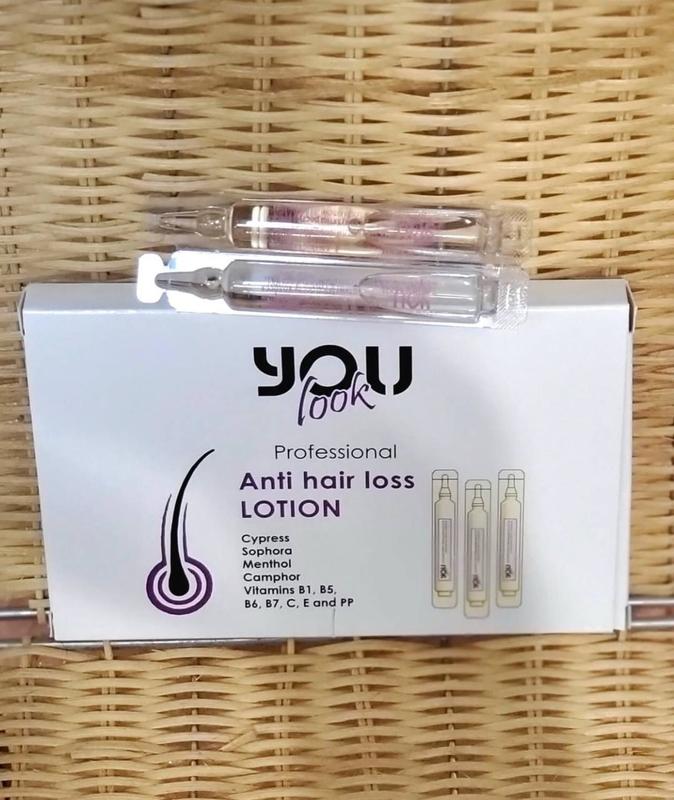 YOU
look
Professional
Anti hair loss
LOTION
Cypress
Sophora
Menthol
Camphor
Vitamins B1, B5,
B6, B7, C, E and PP